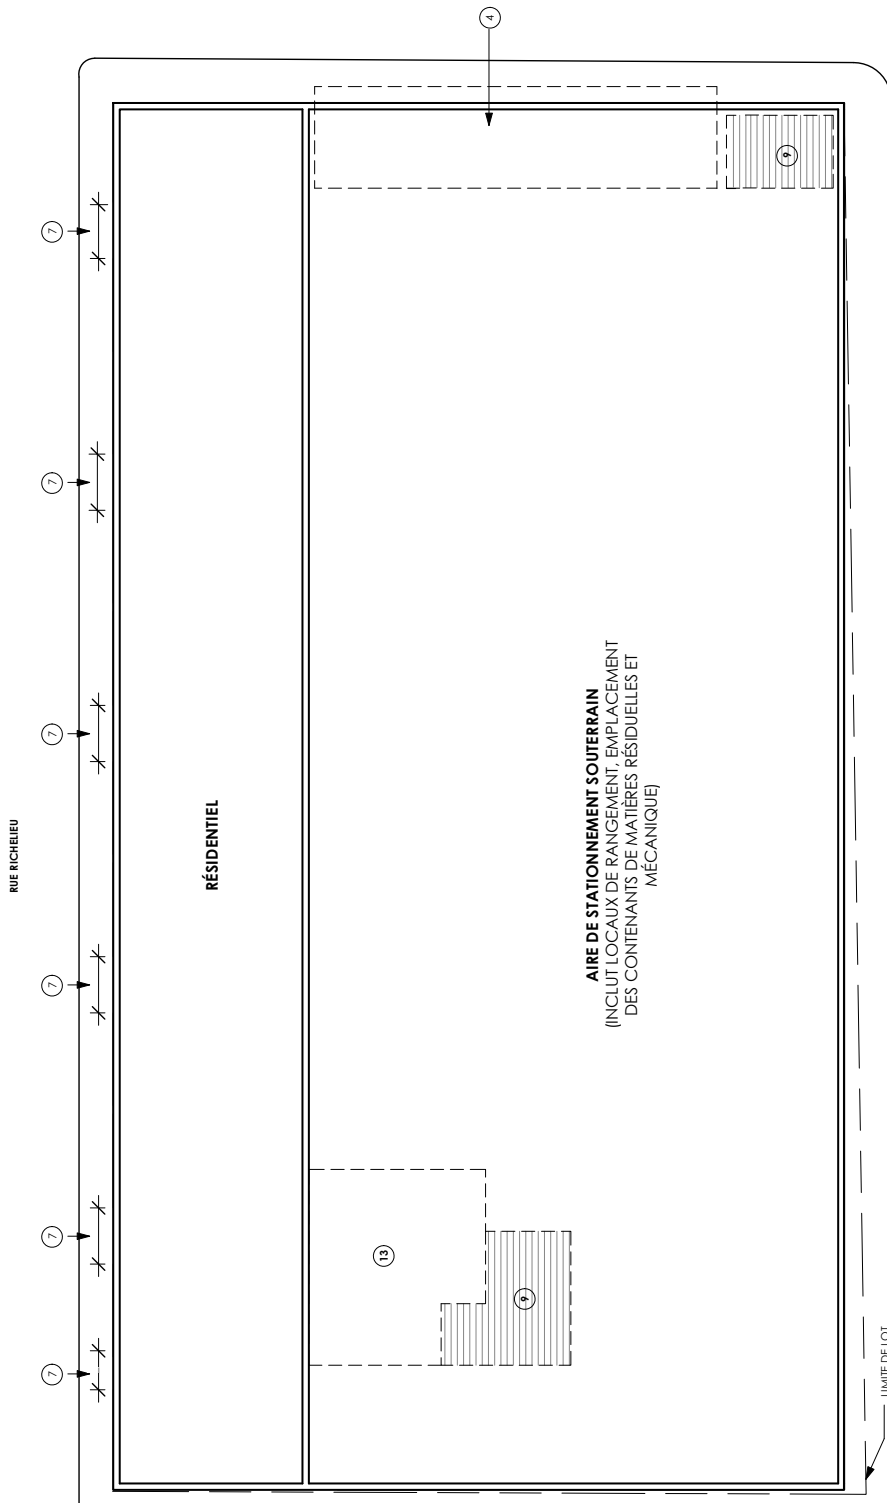 RUE RICHELIEU
7
7
7
7
7
7
RÉSIDENTIEL
4
9
13
9
AIRE DE STATIONNEMENT SOUTERRAIN
(INCLUT LOCAUX DE RANGEMENT, EMPLACEMENT
DES CONTENANTS DE MATIÈRES RÉSIDUELLES ET
MÉCANIQUE)
LIMITE DE LOT